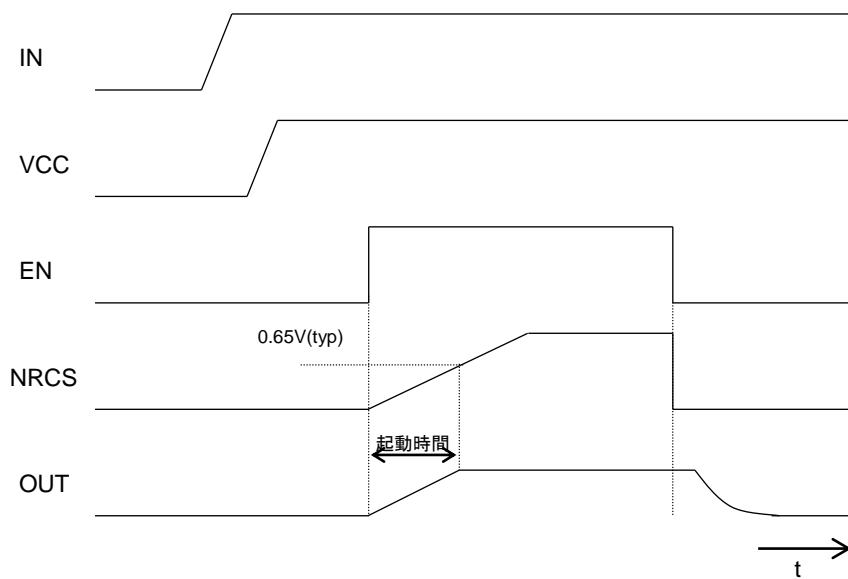 IN
VCC
EN
0.65V(typ)
NRCS
起動時間
OUT
t